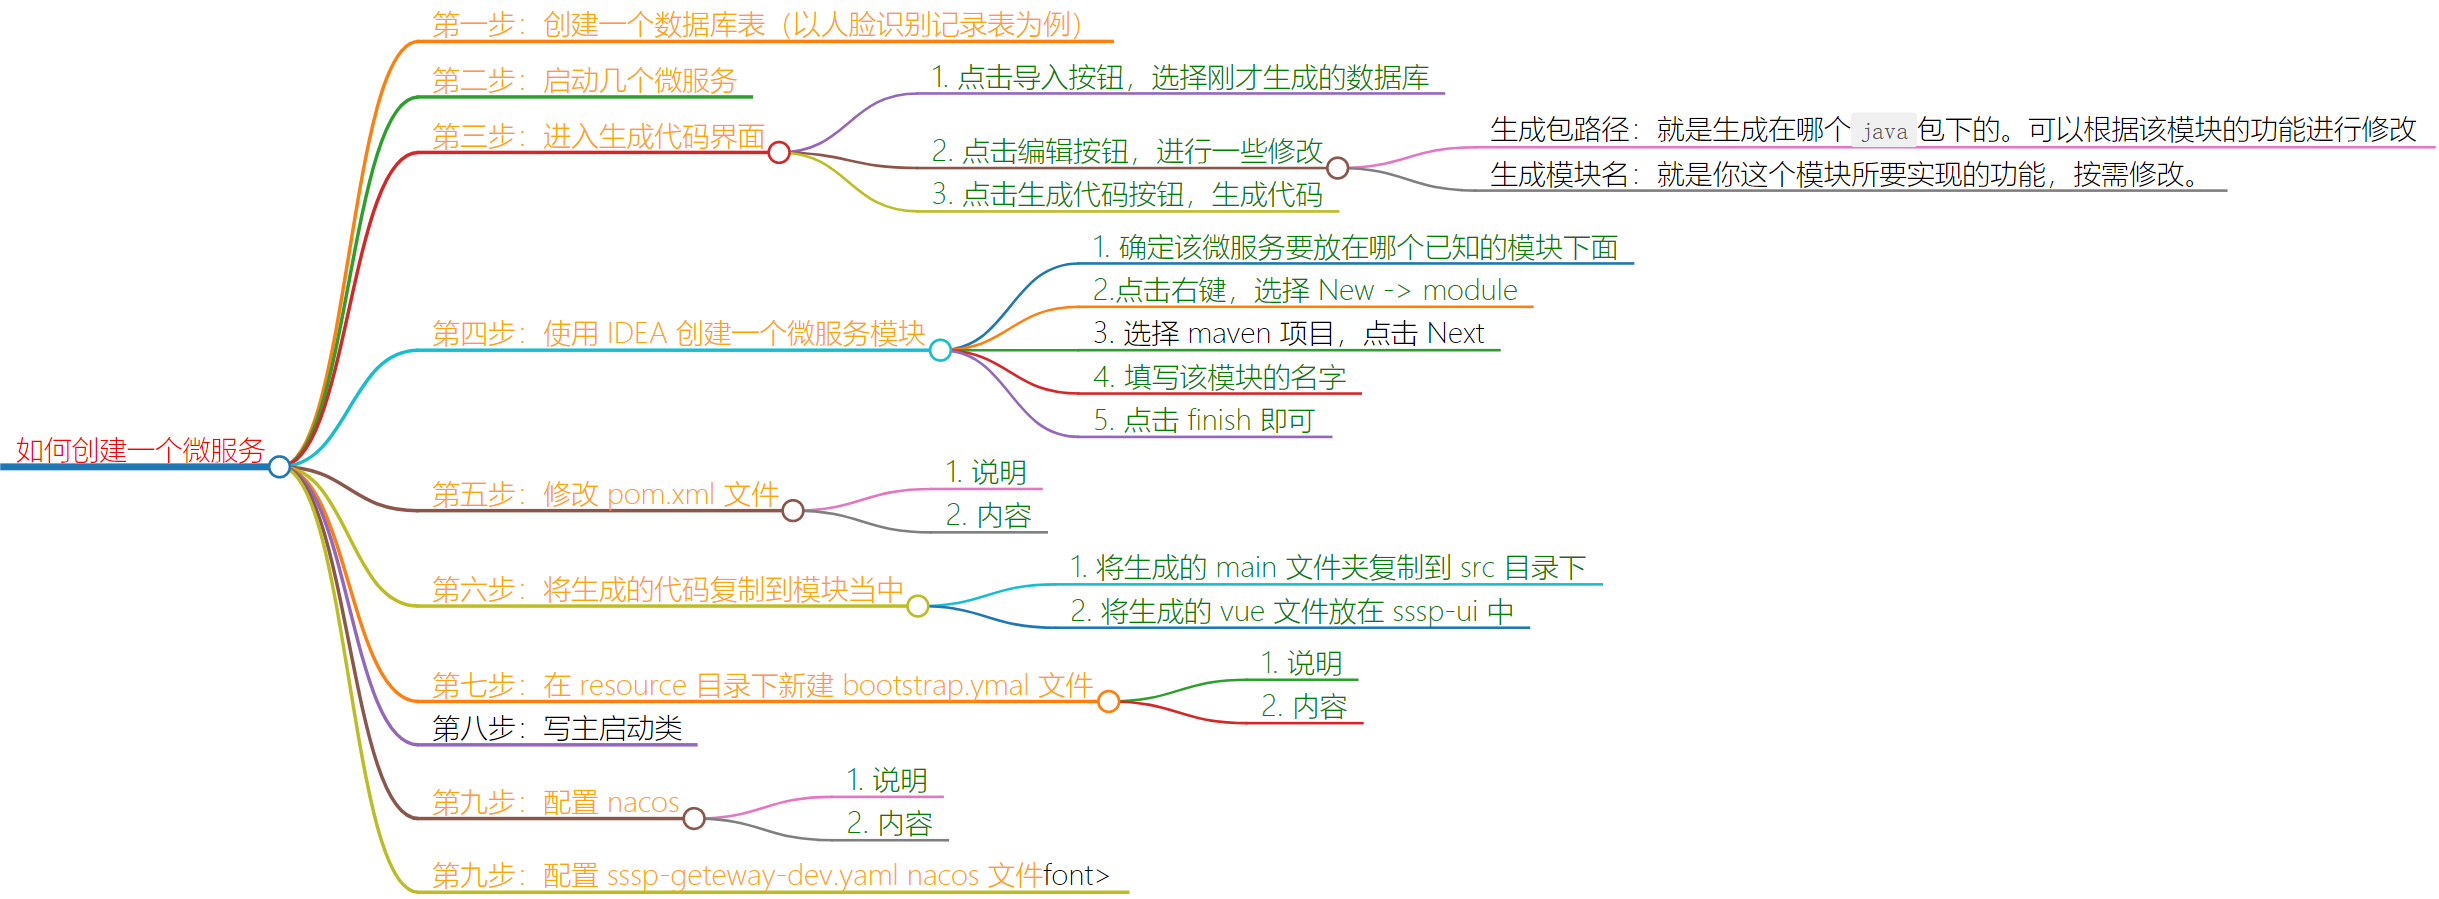 如何创建一个微服务
第一步：创建一个数据库表（以人脸识别记录表为例）
第二步：启动几个微服务
第三步：进入生成代码界面
1. 点击导入按钮，选择刚才生成的数据库
2. 点击编辑按钮，进行一些修改
生成包路径：就是生成在哪个 java 包下的。可以根据该模块的功能进行修改
生成模块名：就是你这个模块所要实现的功能，按需修改。
3. 点击生成代码按钮，生成代码
第四步：使用 IDEA 创建一个微服务模块
1. 确定该微服务要放在哪个已知的模块下面
2.点击右键，选择 New -> module
3. 选择 maven 项目，点击 Next
4. 填写该模块的名字
5. 点击 finish 即可
第五步：修改 pom.xml 文件
1. 说明
2. 内容
第六步：将生成的代码复制到模块当中
1. 将生成的 main 文件夹复制到 src 目录下
2. 将生成的 vue 文件放在 sssp-ui 中
第七步：在 resource 目录下新建 bootstrap.ymal 文件
1. 说明
2. 内容
第八步：写主启动类
第九步：配置 nacos
1. 说明
2. 内容
第九步：配置 sssp-geteway-dev.yaml nacos 文件font>